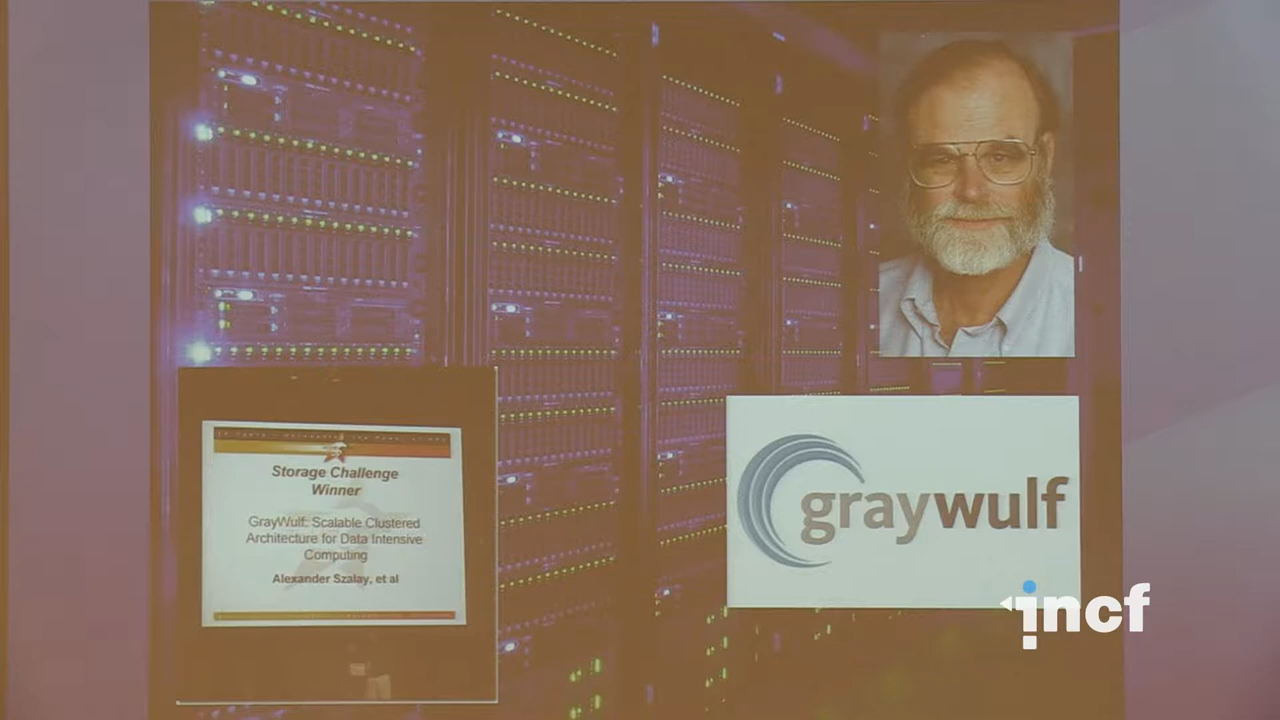 Storage Challenge
Winner
GrayWulf: Scalable Clustered
Architecture for Data Intensive
Computing
Alexander Szalay, et al
graywulf
incf